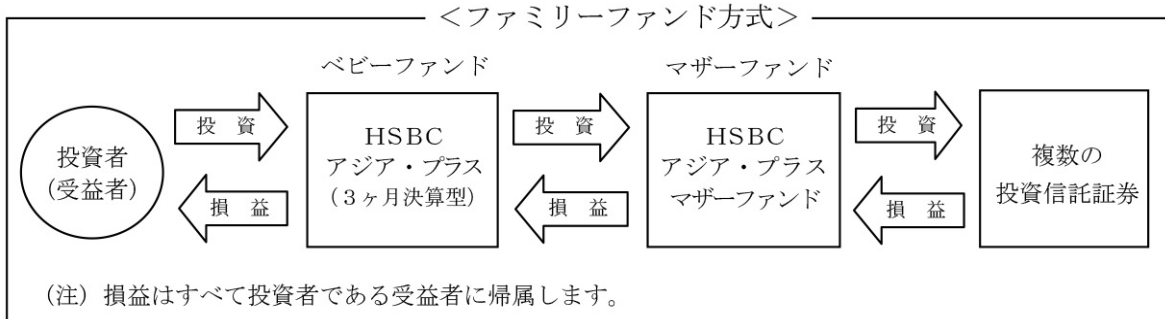 ＜ファミリーファンド方式＞
ベビーファンド
マザーファンド
投資者
(受益者)
投　資
損　益
ＨＳＢＣ
アジア・プラス
(３ヶ月決算型)
投　資
損　益
ＨＳＢＣ
アジア・プラス
マザーファンド
投　資
損　益
複数の
投資信託証券
(注) 損益はすべて投資者である受益者に帰属します。